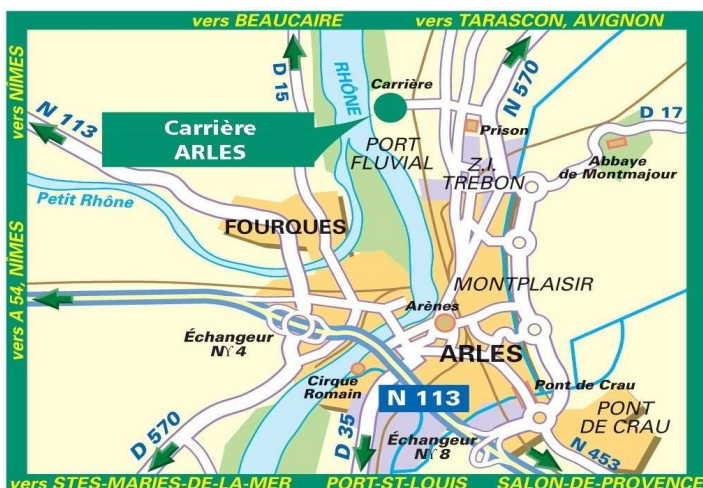 vers BEAUCAIRE
vers TARASCON, AVIGNON
vers NÎMES
N 113
D 15
RHÔNE
Carrière
N 570
D 17
Carrière
ARLES
PORT
FLUVIAL
Prison
Z.I.
TRÉBON
Abbaye
de Montmajour
Petit Rhône
FOURQUES
vers A 54, NÎMES
MONTPLAISIR
Arènes
Échangeur
Nϒ 4
ARLES
Cirque
Romain
N 113
Pont de Crau
PONT
DE CRAU
D 570
D 35
Échangeur
Nϒ 8
N 453
vers STES-MARIES-DE-LA-MER
PORT-ST-LOUIS
SALON-DE-PROVENCE